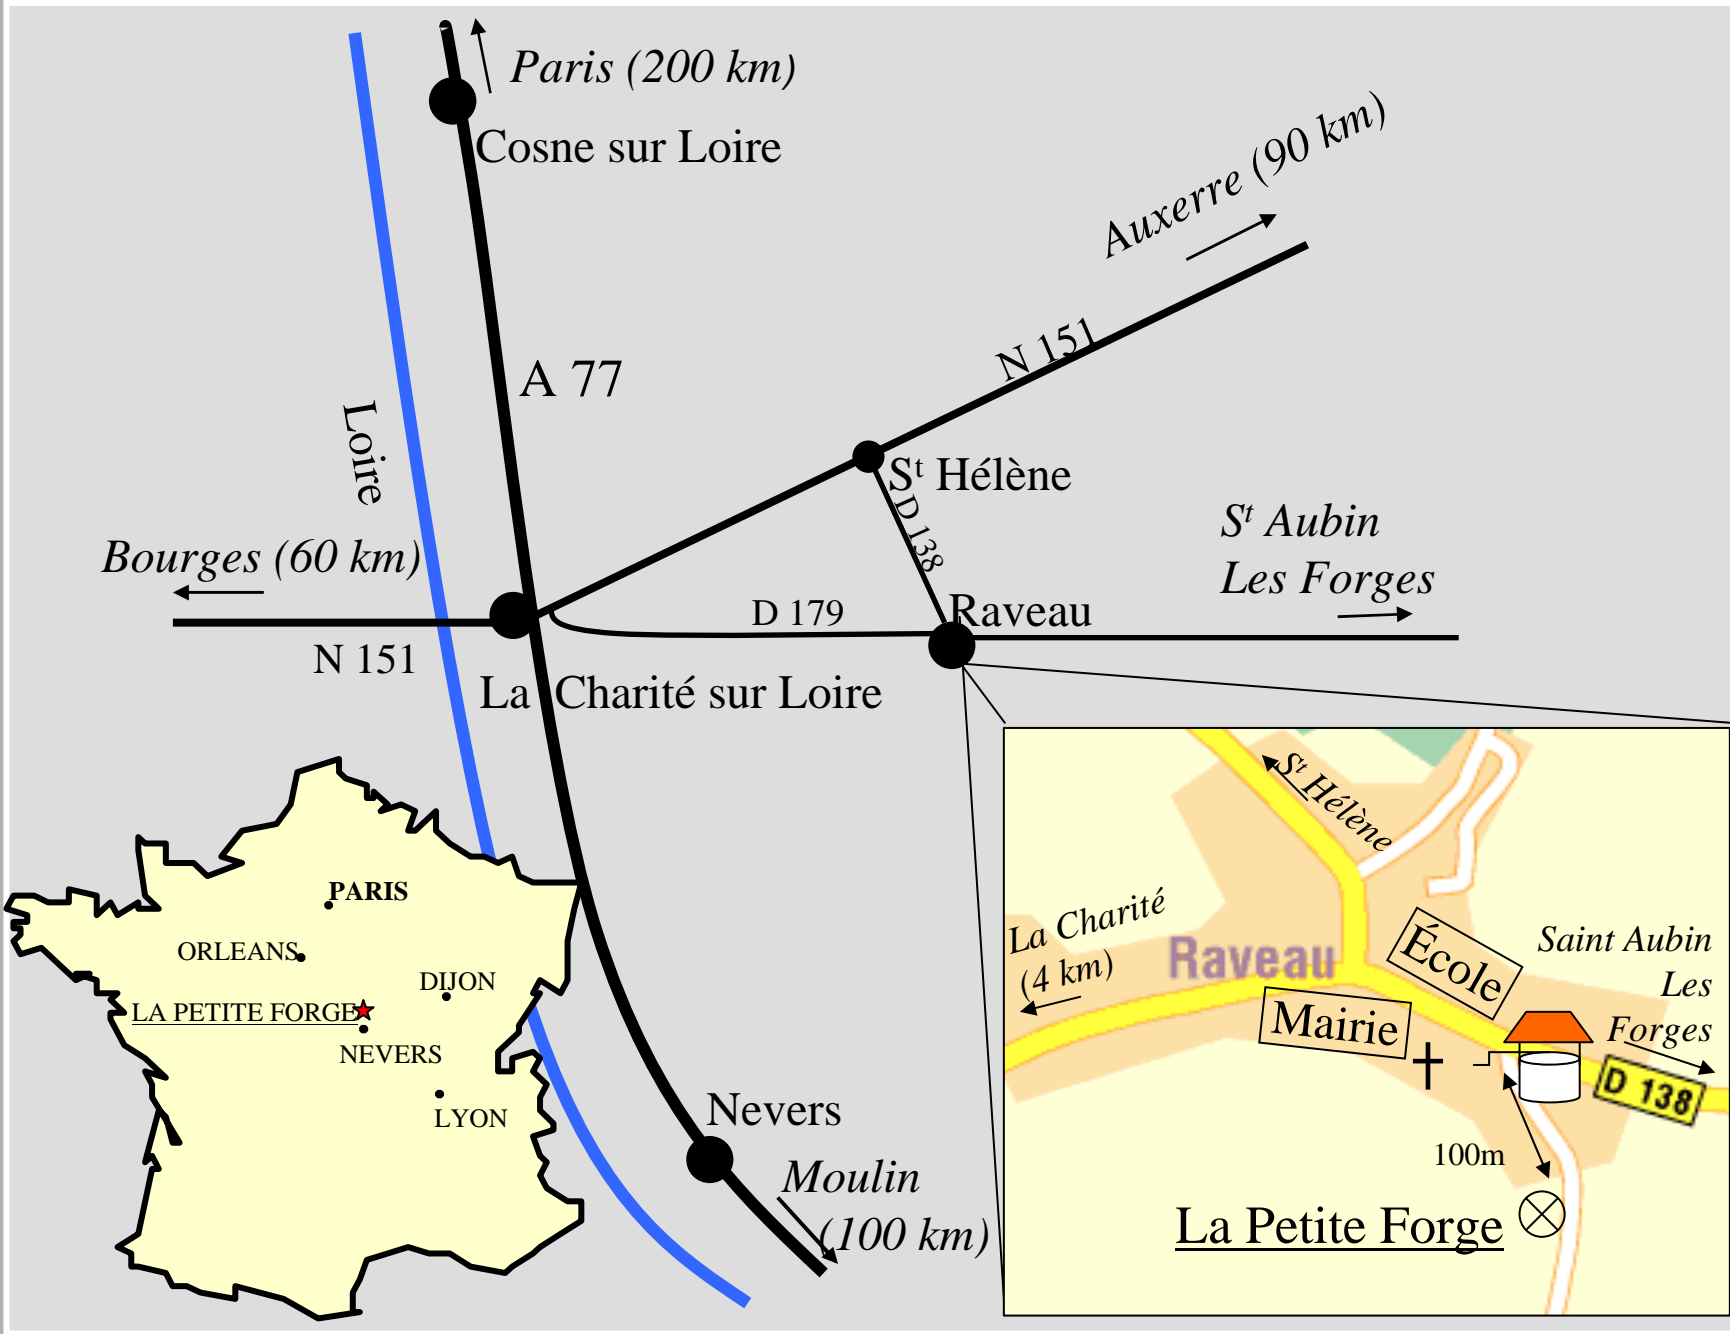 Paris (200 km)
Cosne sur Loire
Auxerre (90 km)
N 151
A 77
Loire
St Hélène
D 138
St Aubin
Les Forges
Bourges (60 km)
D 179
Raveau
N 151
La Charité sur Loire
PARIS
ORLEANS
DIJON
LA PETITE FORGE
NEVERS
LYON
Nevers
Moulin
(100 km)
St Hélène
La Charité
(4 km)
Raveau
École
Saint Aubin
Les
Forges
Mairie
D 138
100m
La Petite Forge